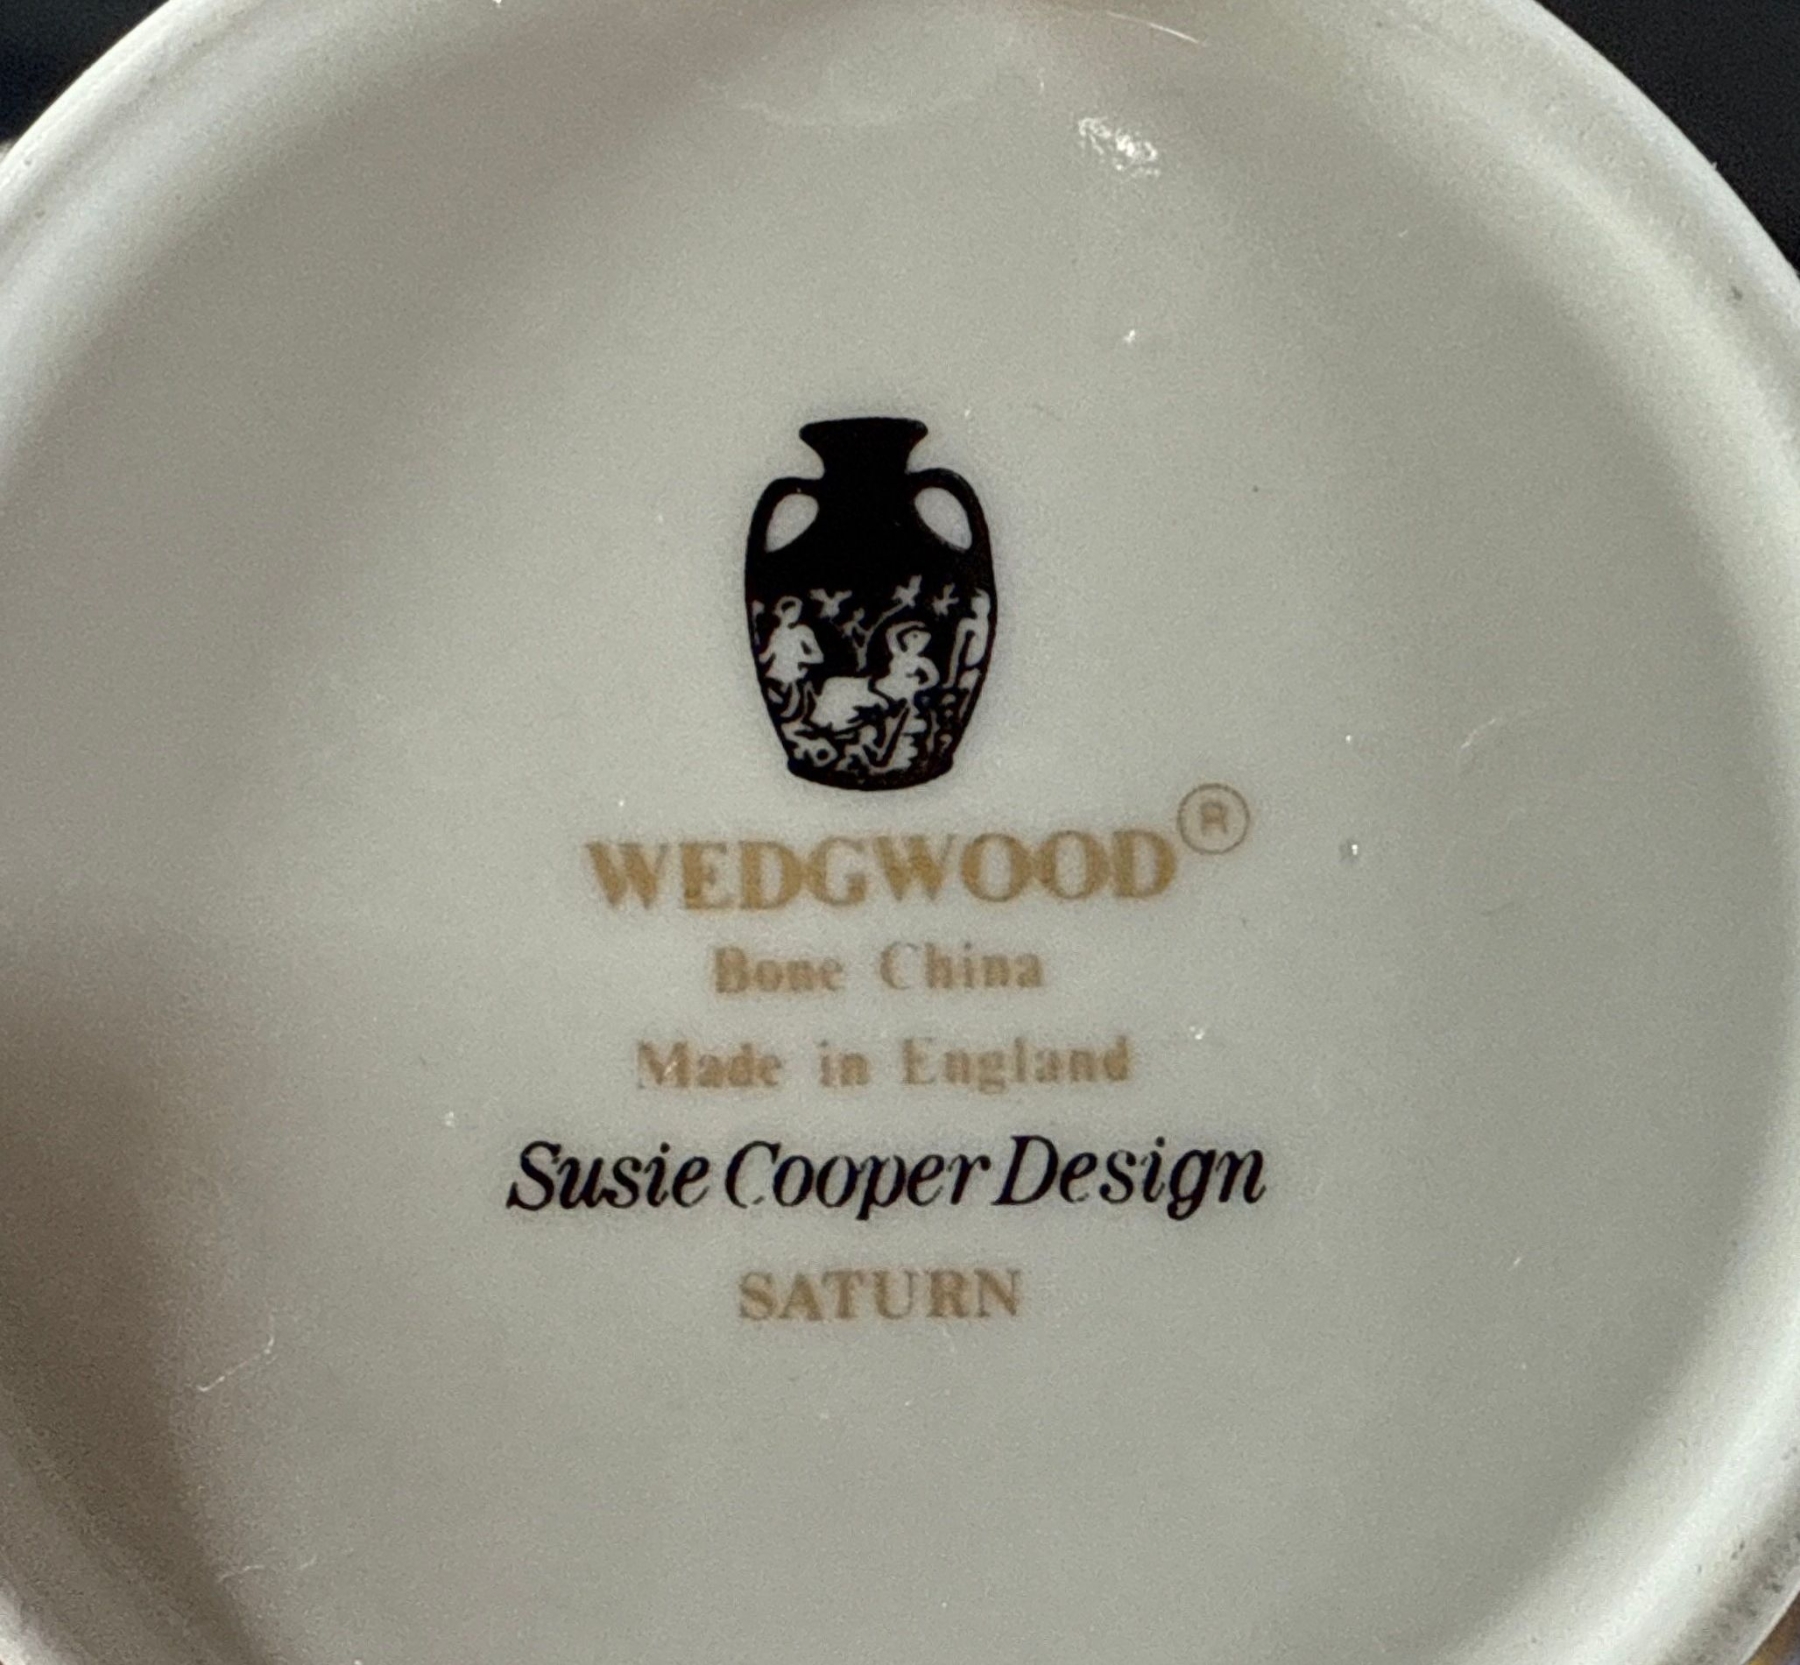 WEDGWOOD®
Bone China
Made in England
Susie Cooper Design
SATURN